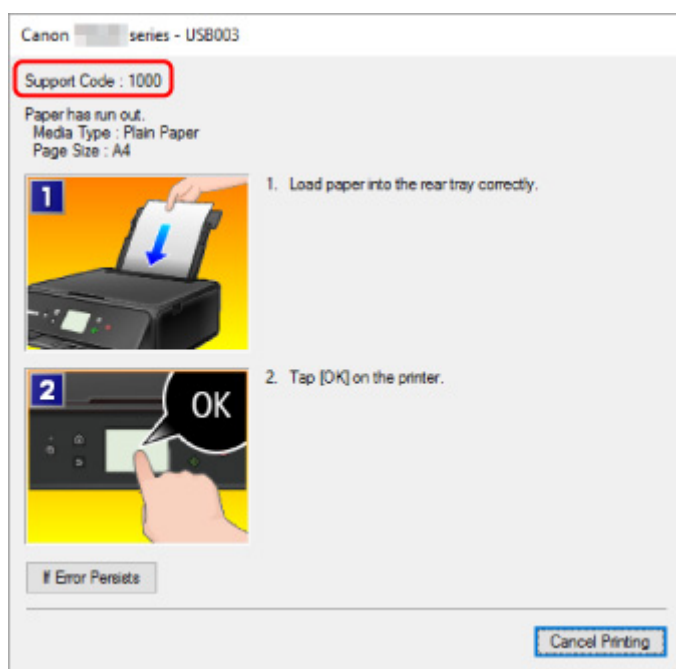 Canon series - USB003
Support Code : 1000
Paper has run out.
Media Type : Plain Paper
Page Size : A4
1
1. Load paper into the rear tray correctly.
2
OK
2. Tap [OK] on the printer.
If Error Persists
Cancel Printing